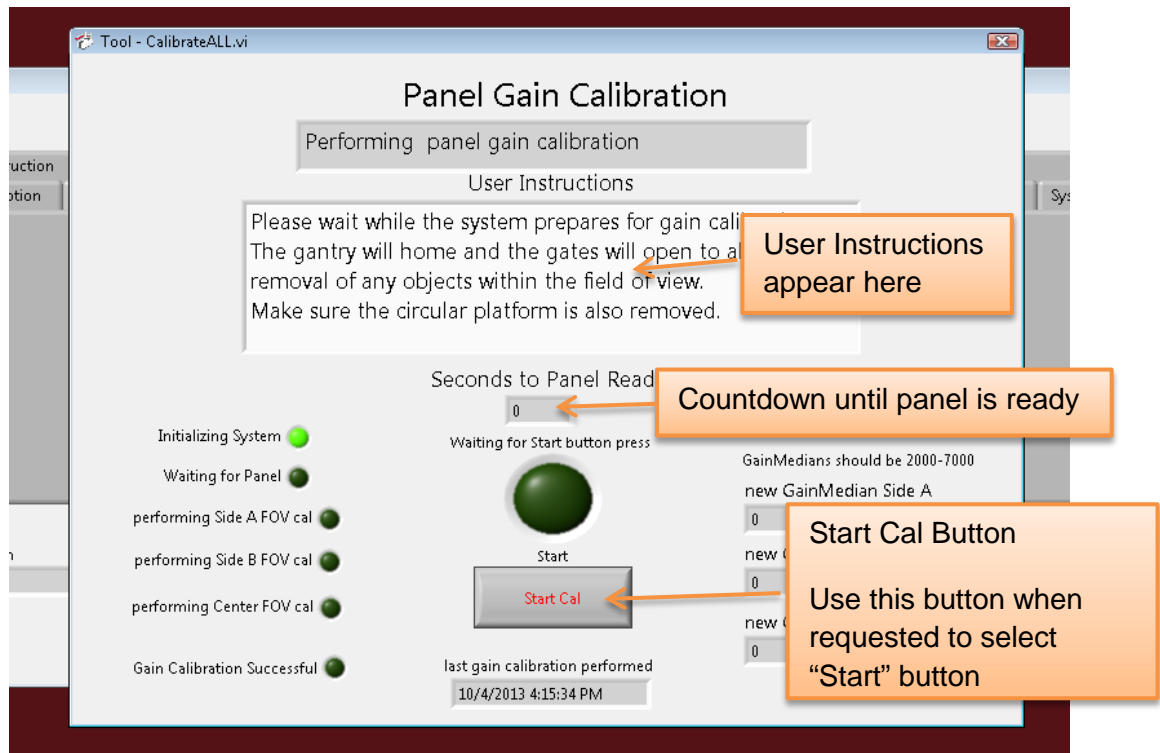 Tool - CalibrateALL.vi
Panel Gain Calibration
Performing panel gain calibration
User Instructions
Please wait while the system prepares for gain
The gantry will home and the gates will open to
removal of any objects within the field of view.
Make sure the circular platform is also removed.
User Instructions
appear here
Seconds to Panel
0
Countdown until panel is ready
Initializing System
Waiting for Panel
performing Side A FOV cal
performing Side B FOV cal
performing Center FOV cal
Gain Calibration Successful
Waiting for Start button press
Start
Start Cal
last gain calibration performed
10/4/2013 4:15:34 PM
GainMedians should be 2000-7000
new GainMedian Side A
0
new
0
new
0
Start Cal Button
Use this button when
requested to select
“Start” button